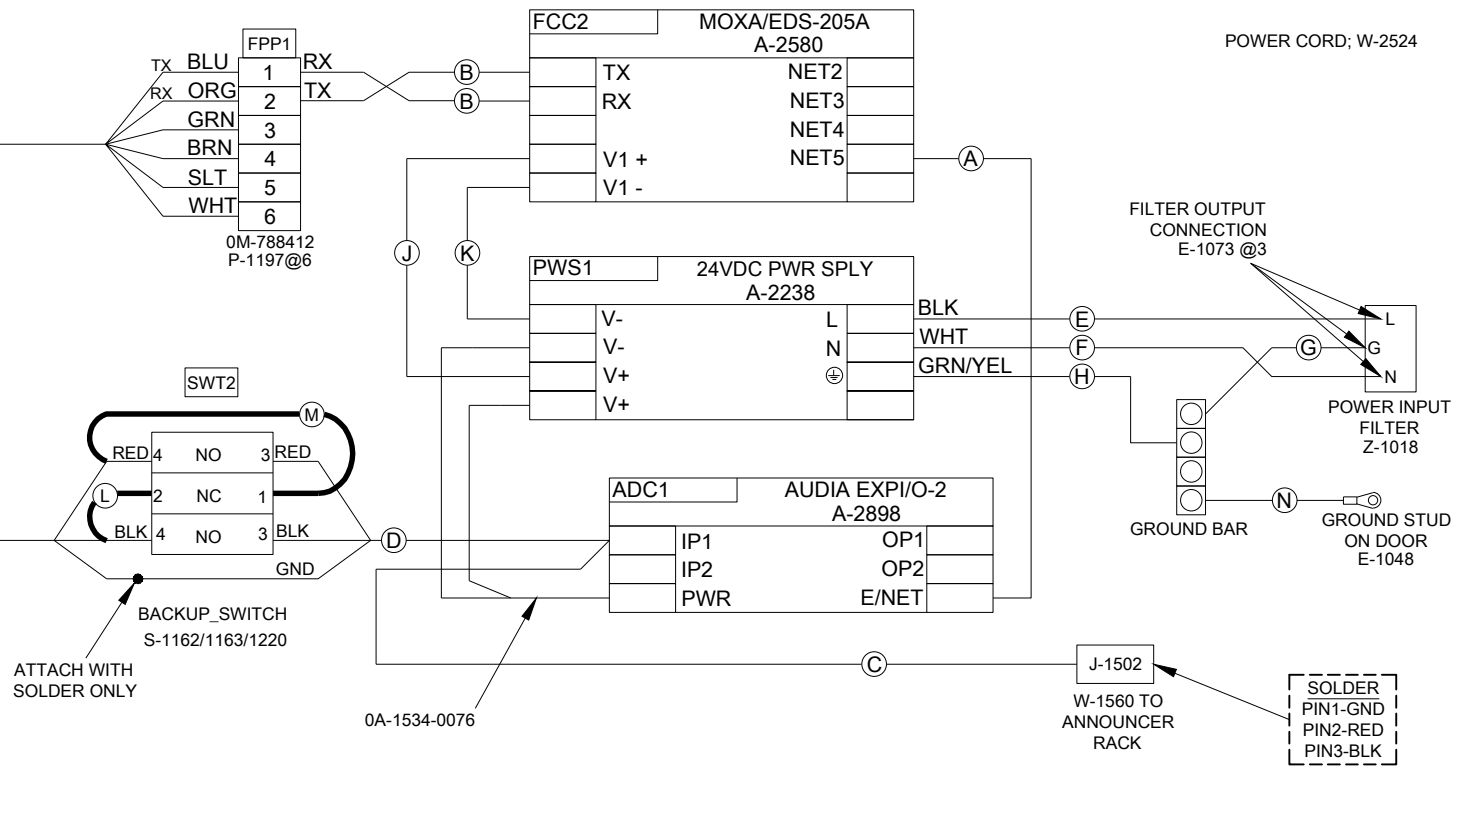 POWER CORD; W-2524
FPP1
TX BLU 1 RX
RX ORG 2 TX
GRN 3
BRN 4
SLT 5
WHT 6
0M-788412
P-1197@6
B
B
FCC2
MOXA/EDS-205A
A-2580
TX NET2
RX NET3
NET4
V1 + NET5
V1 -
A
J
K
PWS1
24VDC PWR SPLY
A-2238
V- L BLK
V- N WHT
V+ GRN/YEL
V+
E
F
H
G
FILTER OUTPUT
CONNECTION
E-1073 @3
L
G
N
POWER INPUT
FILTER
Z-1018
GROUND BAR
N
GROUND STUD
ON DOOR
E-1048
SWT2
M
RED 4 NO 3 RED
L 2 NC 1
BLK 4 NO 3 BLK
GND
D
BACKUP_SWITCH
S-1162/1163/1220
ATTACH WITH
SOLDER ONLY
ADC1
AUDIA EXPI/O-2
A-2898
IP1 OP1
IP2 OP2
PWR E/NET
0A-1534-0076
C
J-1502
W-1560 TO
ANNOUNCER
RACK
SOLDER
PIN1-GND
PIN2-RED
PIN3-BLK